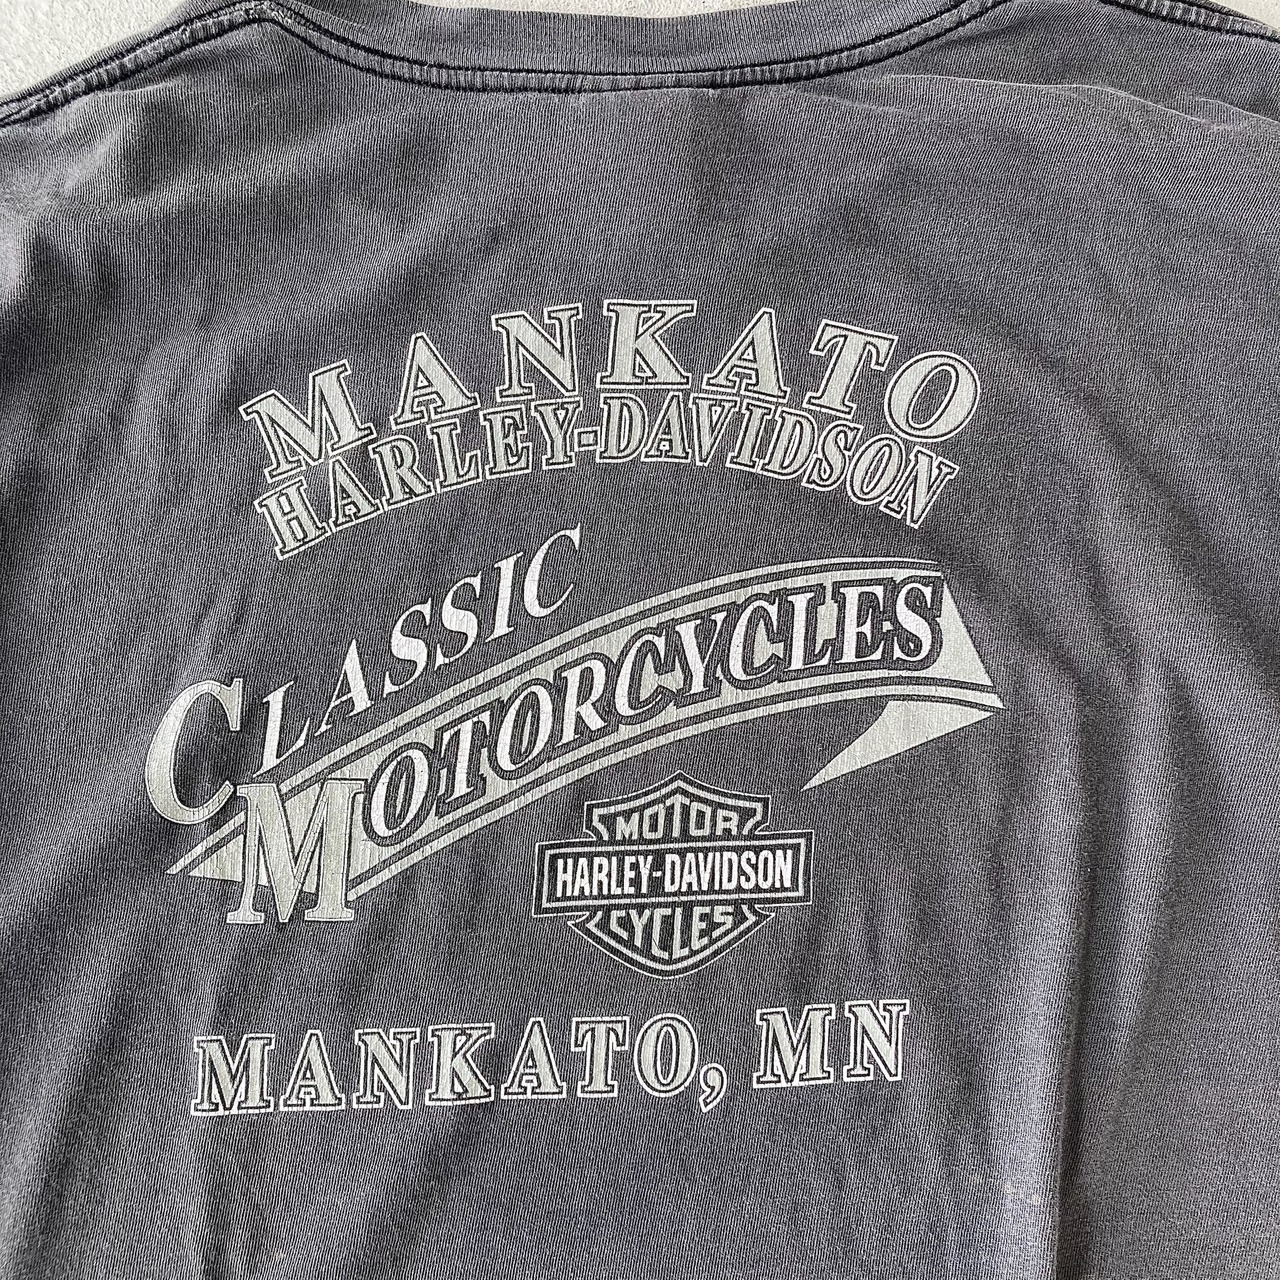 MANKATO
HARLEY-DAVIDSON
CLASSIC
MOTORCYCLES
MOTOR
HARLEY-DAVIDSON
CYCLES
MANKATO, MN